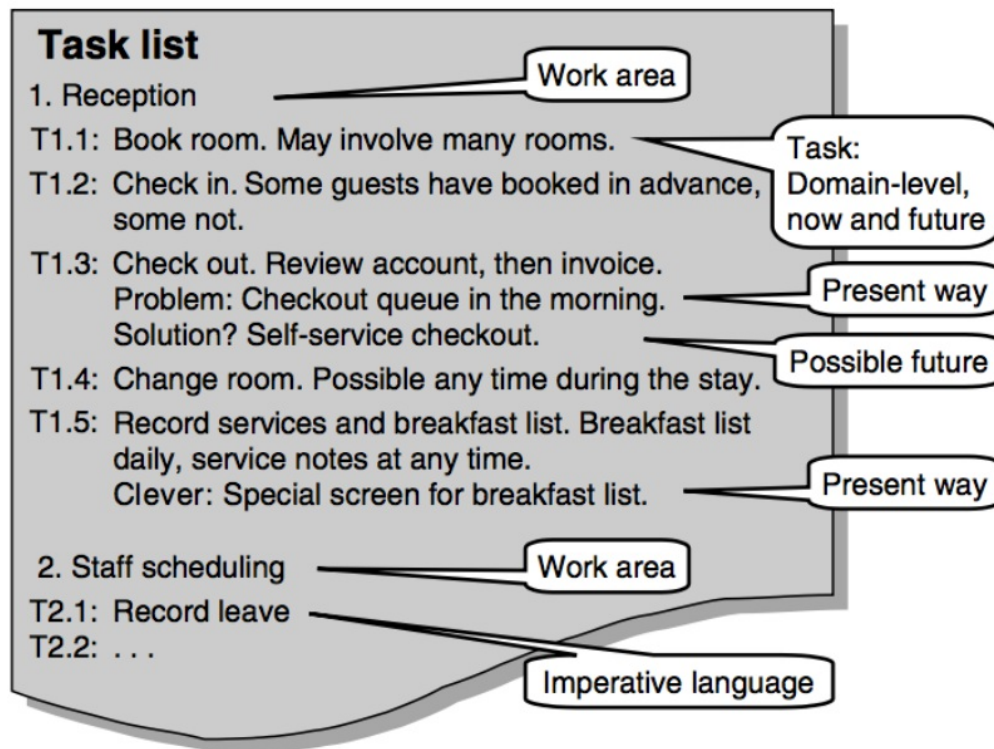 Task list
Work area
1. Reception
T1.1: Book room. May involve many rooms.
Task:
Domain-level,
now and future
T1.2: Check in. Some guests have booked in advance,
some not.
T1.3: Check out. Review account, then invoice.
Problem: Checkout queue in the morning.
Present way
Solution? Self-service checkout.
Possible future
T1.4: Change room. Possible any time during the stay.
T1.5: Record services and breakfast list. Breakfast list
daily, service notes at any time.
Clever: Special screen for breakfast list.
Present way
2. Staff scheduling
Work area
T2.1: Record leave
T2.2: . . .
Imperative language